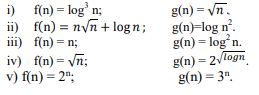 i) f(n) = log³ n; g(n) = √n.
ii) f(n) = n√n + log n; g(n)=log n².
iii) f(n) = n; g(n) = log² n.
iv) f(n) = √n; g(n) = 2√logn.
v) f(n) = 2ⁿ; g(n) = 3ⁿ.